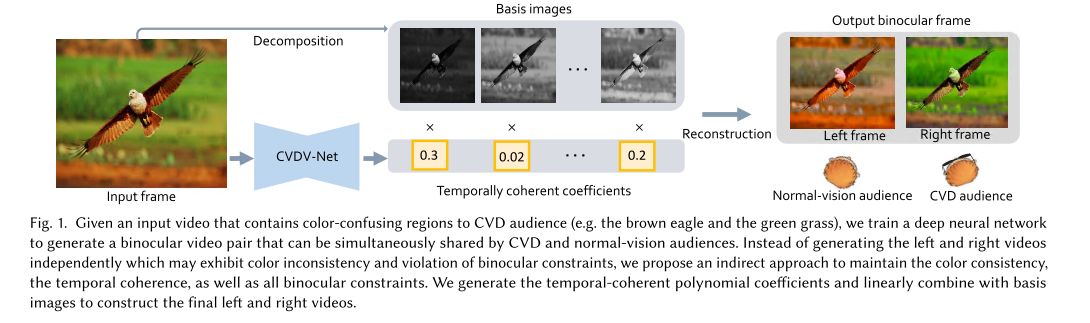 Basis images
Output binocular frame
Decomposition
...
×
×
×
Reconstruction
Left frame
Right frame
CVDV-Net
0.3
0.02
...
0.2
Input frame
Temporally coherent coefficients
Normal-vision audience
CVD audience
Fig. 1. Given an input video that contains color-confusing regions to CVD audience (e.g. the brown eagle and the green grass), we train a deep neural network
to generate a binocular video pair that can be simultaneously shared by CVD and normal-vision audiences. Instead of generating the left and right videos
independently which may exhibit color inconsistency and violation of binocular constraints, we propose an indirect approach to maintain the color consistency,
the temporal coherence, as well as all binocular constraints. We generate the temporal-coherent polynomial coefficients and linearly combine with basis
images to construct the final left and right videos.